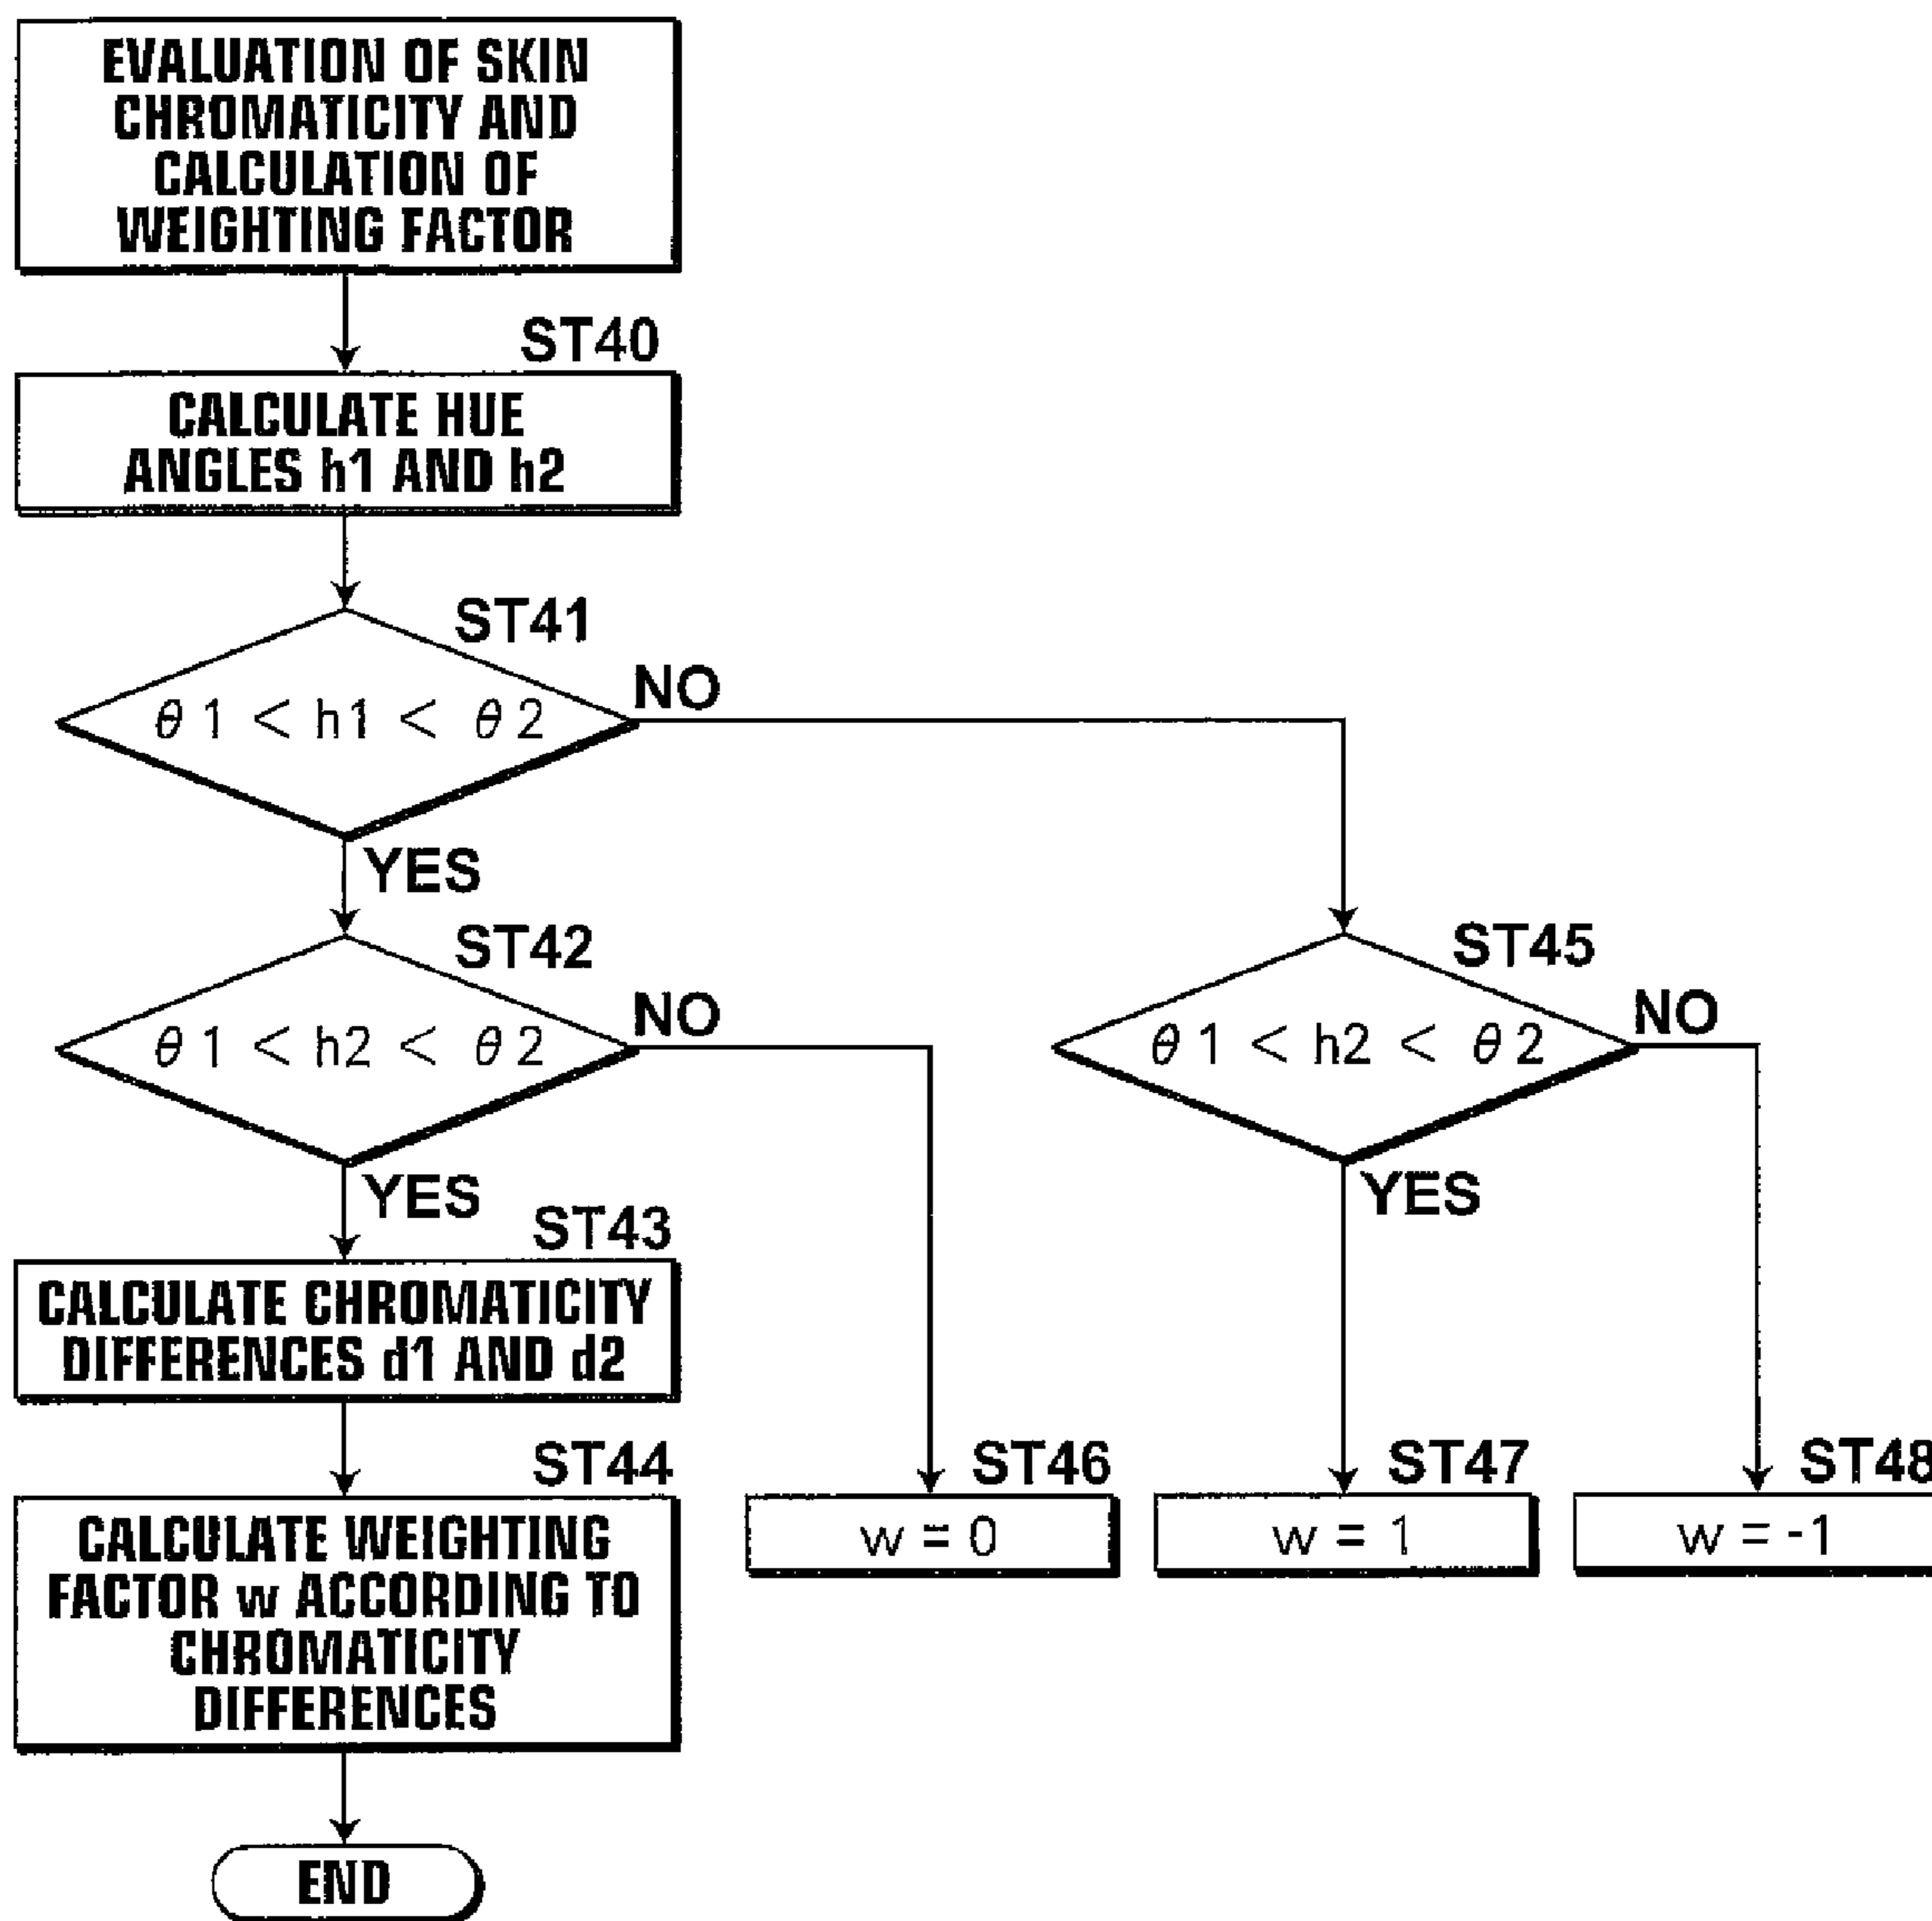 EVALUATION OF SKIN
CHROMATICITY AND
CALCULATION OF
WEIGHTING FACTOR
ST40
CALCULATE HUE
ANGLES h1 AND h2
ST41
θ1 < h1 < θ2
NO
YES
ST42
θ1 < h2 < θ2
NO
YES
ST45
θ1 < h2 < θ2
NO
YES
ST43
CALCULATE CHROMATICITY
DIFFERENCES d1 AND d2
ST44
CALCULATE WEIGHTING
FACTOR w ACCORDING TO
CHROMATICITY
DIFFERENCES
ST46
w = 0
ST47
w = 1
ST48
w = -1
END